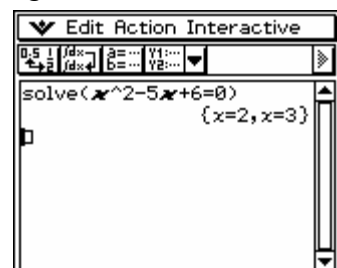 Edit Action Interactive
solve(x^2-5x+6=0)
{x=2,x=3}